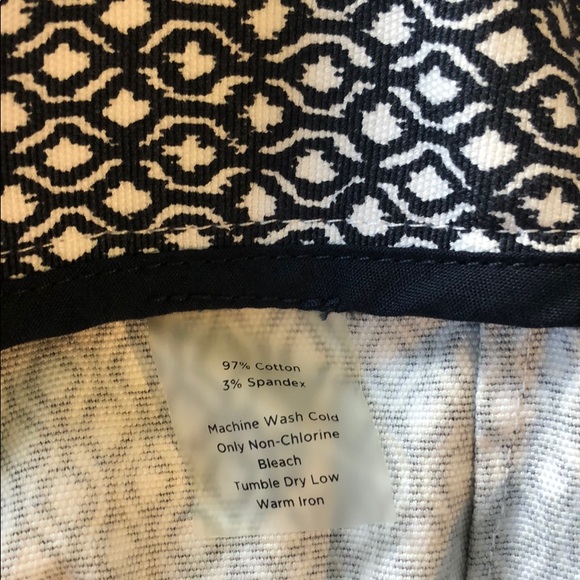 97% Cotton
3% Spandex
Machine Wash Cold
Only Non-Chlorine
Bleach
Tumble Dry Low
Warm Iron